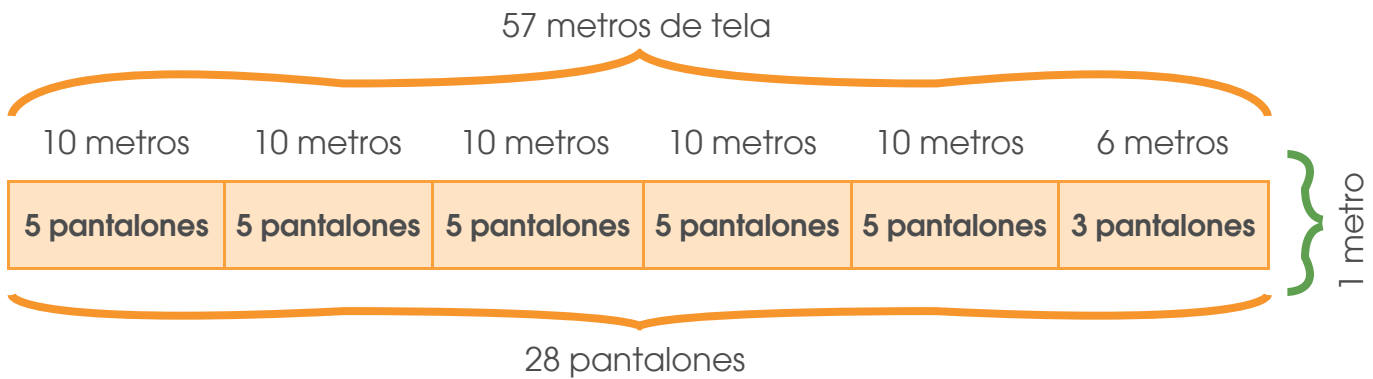 57 metros de tela
10 metros 10 metros 10 metros 10 metros 10 metros 6 metros
5 pantalones 5 pantalones 5 pantalones 5 pantalones 5 pantalones 3 pantalones
1 metro
28 pantalones